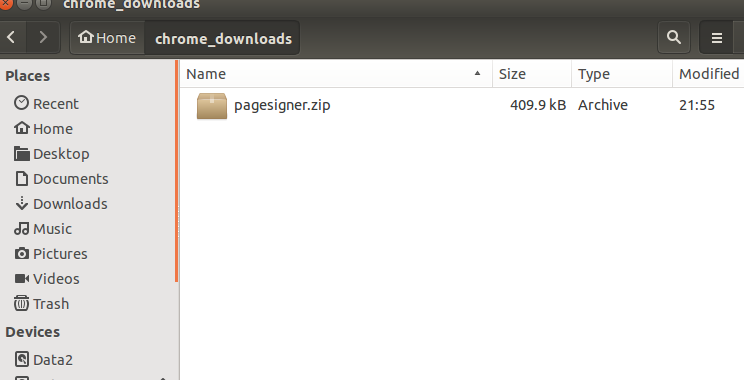 chrome_downloads
Home chrome_downloads
Places
Recent
Home
Desktop
Documents
Downloads
Music
Pictures
Videos
Trash
Devices
Data2
Name Size Type Modified
pagesigner.zip 409.9 kB Archive 21:55